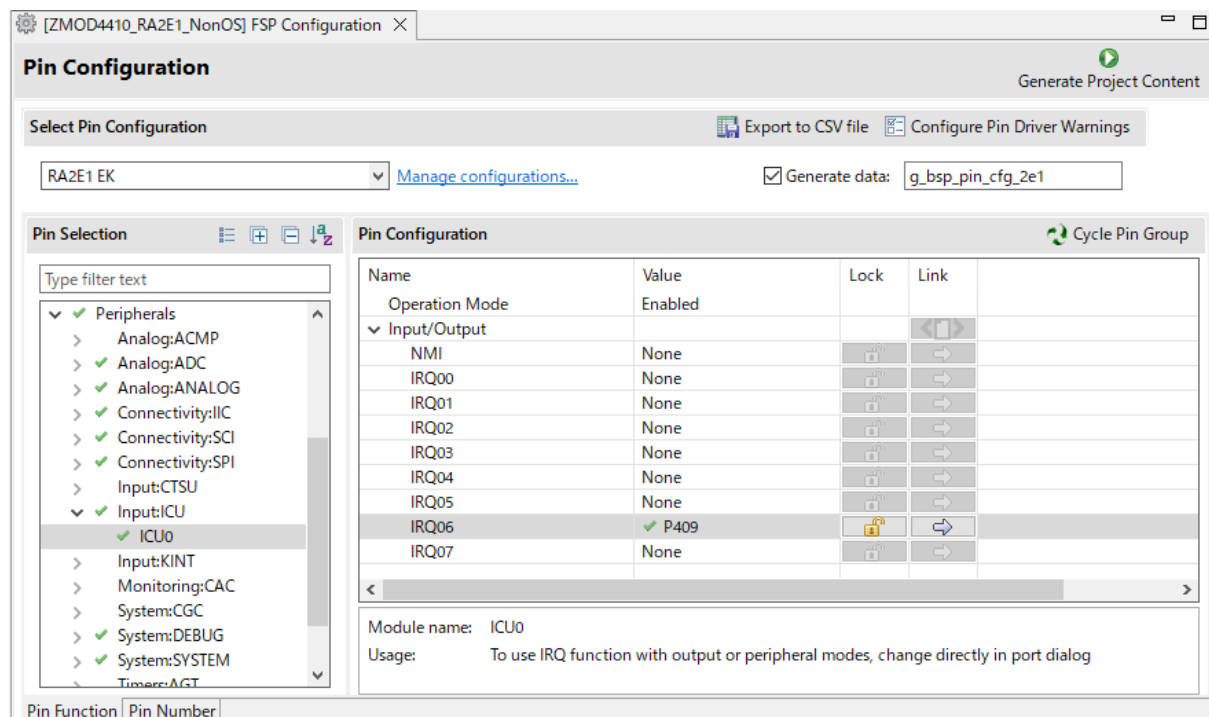 [ZMOD4410_RA2E1_NonOS] FSP Configuration
Pin Configuration
Generate Project Content
Select Pin Configuration
Export to CSV file
Configure Pin Driver Warnings
RA2E1 EK
Manage configurations...
Generate data:
g_bsp_pin_cfg_2e1
Pin Selection
Type filter text
Peripherals
Analog:ACMP
Analog:ADC
Analog:ANALOG
Connectivity:IIC
Connectivity:SCI
Connectivity:SPI
Input:CTSU
Input:ICU
ICU0
Input:KINT
Monitoring:CAC
System:CGC
System:DEBUG
System:SYSTEM
Timers:AGT
Pin Configuration
Cycle Pin Group
Name Value Lock Link
Operation Mode Enabled
Input/Output
NMI None
IRQ00 None
IRQ01 None
IRQ02 None
IRQ03 None
IRQ04 None
IRQ05 None
IRQ06 P409
IRQ07 None
Module name: ICU0
Usage: To use IRQ function with output or peripheral modes, change directly in port dialog
Pin Function Pin Number